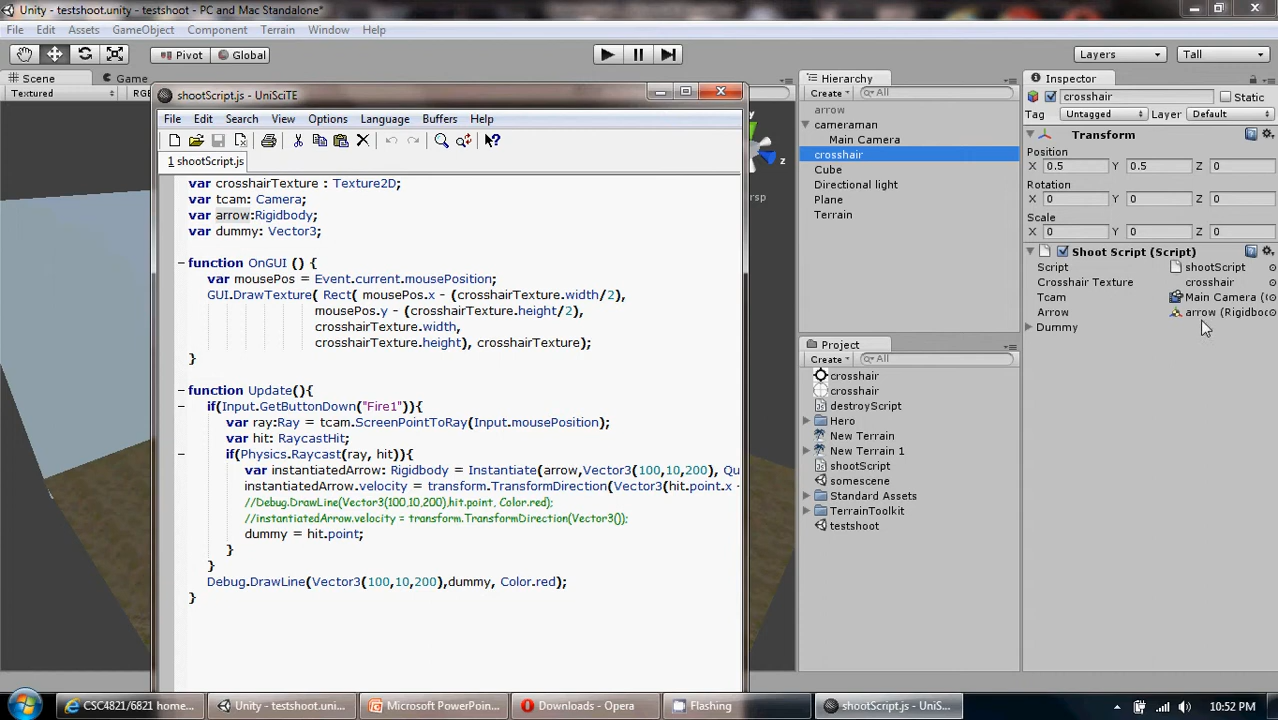 Unity - testshoot.unity - PC and Mac Standalone*
File Edit Assets GameObject Component Terrain Window Help
Pivot Global
Layers Tall
Scene Game
Textured RG
shootScript.js - UniSciTE
File Edit Search View Options Language Buffers Help
1 shootScript.js
var crosshairTexture : Texture2D;
var tcam: Camera;
var arrow:Rigidbody;
var dummy: Vector3;
function OnGUI () {
var mousePos = Event.current.mousePosition;
GUI.DrawTexture( Rect( mousePos.x - (crosshairTexture.width/2),
mousePos.y - (crosshairTexture.height/2),
crosshairTexture.width,
crosshairTexture.height), crosshairTexture);
}
function Update(){
if(Input.GetButtonDown("Fire1")){
var ray:Ray = tcam.ScreenPointToRay(Input.mousePosition);
var hit: RaycastHit;
if(Physics.Raycast(ray, hit)){
var instantiatedArrow: Rigidbody = Instantiate(arrow,Vector3(100,10,200), Qu
instantiatedArrow.velocity = transform.TransformDirection(Vector3(hit.point.x -
//Debug.DrawLine(Vector3(100,10,200),hit.point, Color.red);
//instantiatedArrow.velocity = transform.TransformDirection(Vector3());
dummy = hit.point;
}
}
Debug.DrawLine(Vector3(100,10,200),dummy, Color.red);
}
y
z
rsp
Hierarchy
Create All
arrow
cameraman
Main Camera
crosshair
Cube
Directional light
Plane
Terrain
Project
Create All
crosshair
crosshair
destroyScript
Hero
New Terrain
New Terrain 1
shootScript
somescene
Standard Assets
TerrainToolkit
testshoot
Inspector
crosshair Static
Tag Untagged Layer Default
Transform
Position
X 0.5 Y 0.5 Z 0
Rotation
X 0 Y 0 Z 0
Scale
X 0 Y 0 Z 0
Shoot Script (Script)
Script shootScript
Crosshair Texture crosshair
Tcam Main Camera (
Arrow arrow (Rigidboc
Dummy
CSC4821/6821 home... Unity - testshoot.uni... Microsoft PowerPoin... Downloads - Opera Flashing shootScript.js - UniS... 10:52 PM